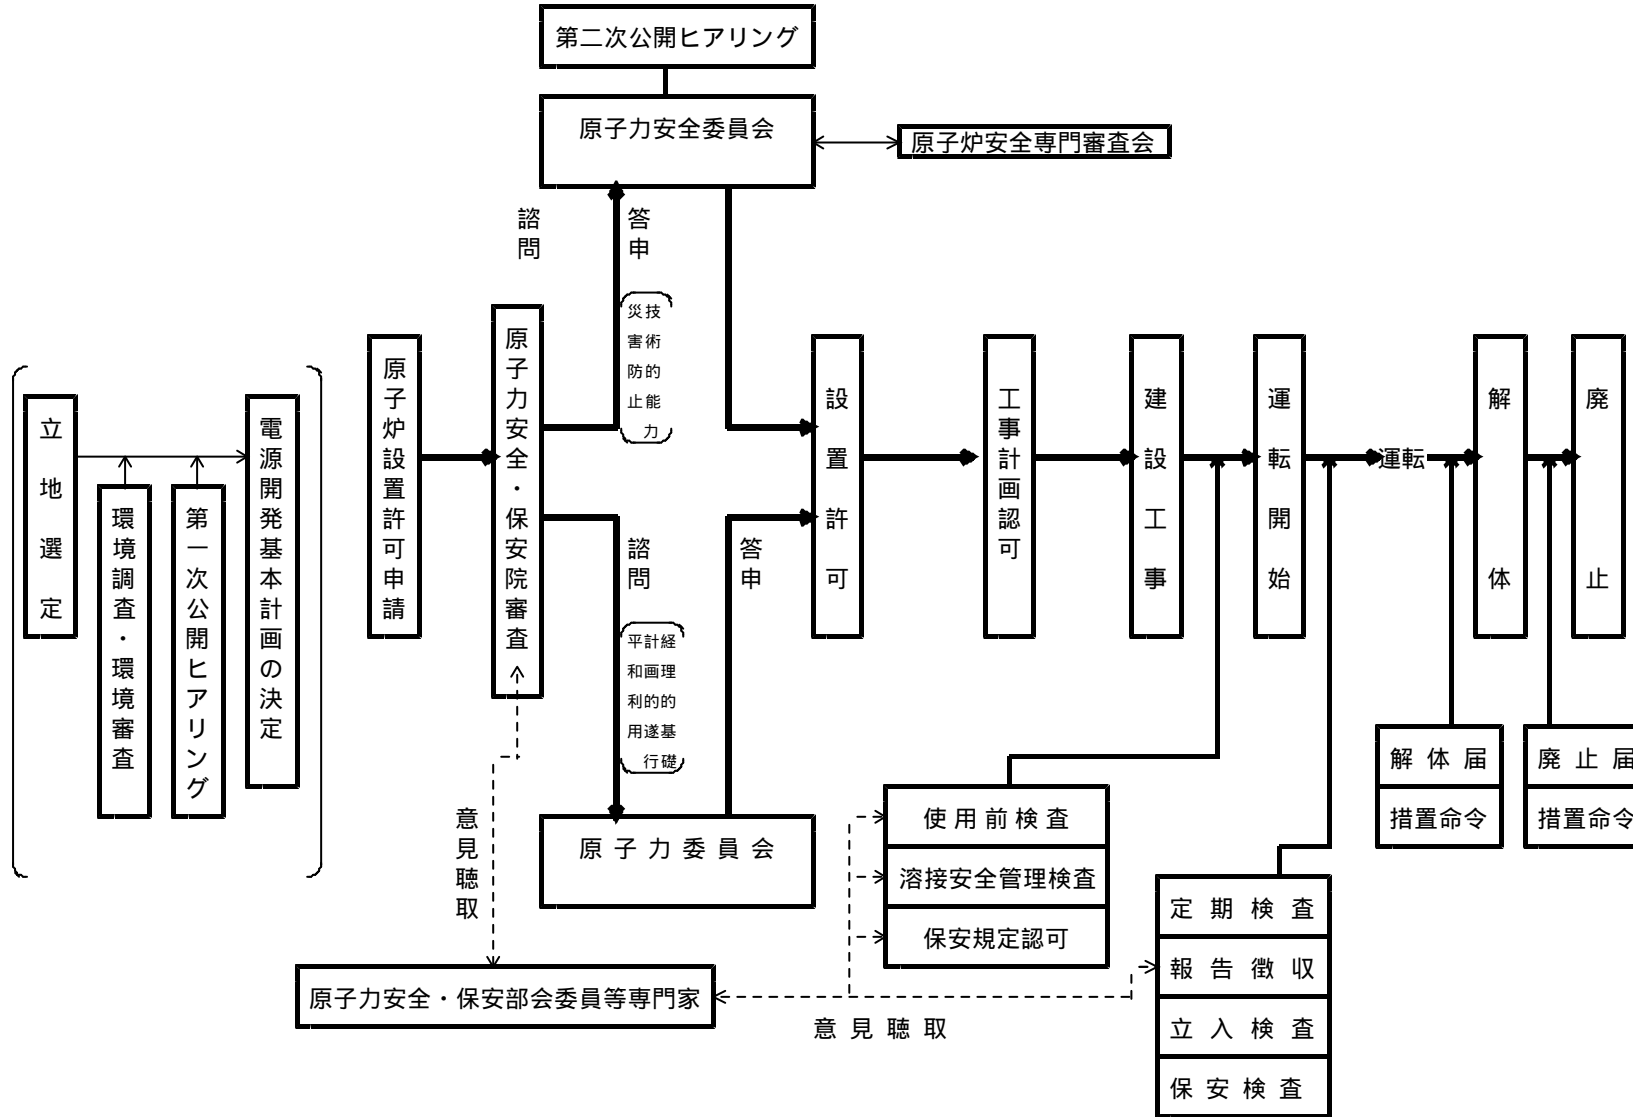 第二次公開ヒアリング
原子力安全委員会
原子炉安全専門審査会
諮問
答申
災害防止
技術的能力
立地選定
環境調査・環境審査
第一次公開ヒアリング
電源開発基本計画の決定
原子炉設置許可申請
原子力安全・保安院審査
設置許可
工事計画認可
建設工事
運転開始
運転
解体
廃止
諮問
答申
平和利用
計画的遂行
経理的基礎
原子力委員会
意見聴取
使用前検査
溶接安全管理検査
保安規定認可
解体届
措置命令
廃止届
措置命令
定期検査
報告徴収
立入検査
保安検査
原子力安全・保安部会委員等専門家
意見聴取